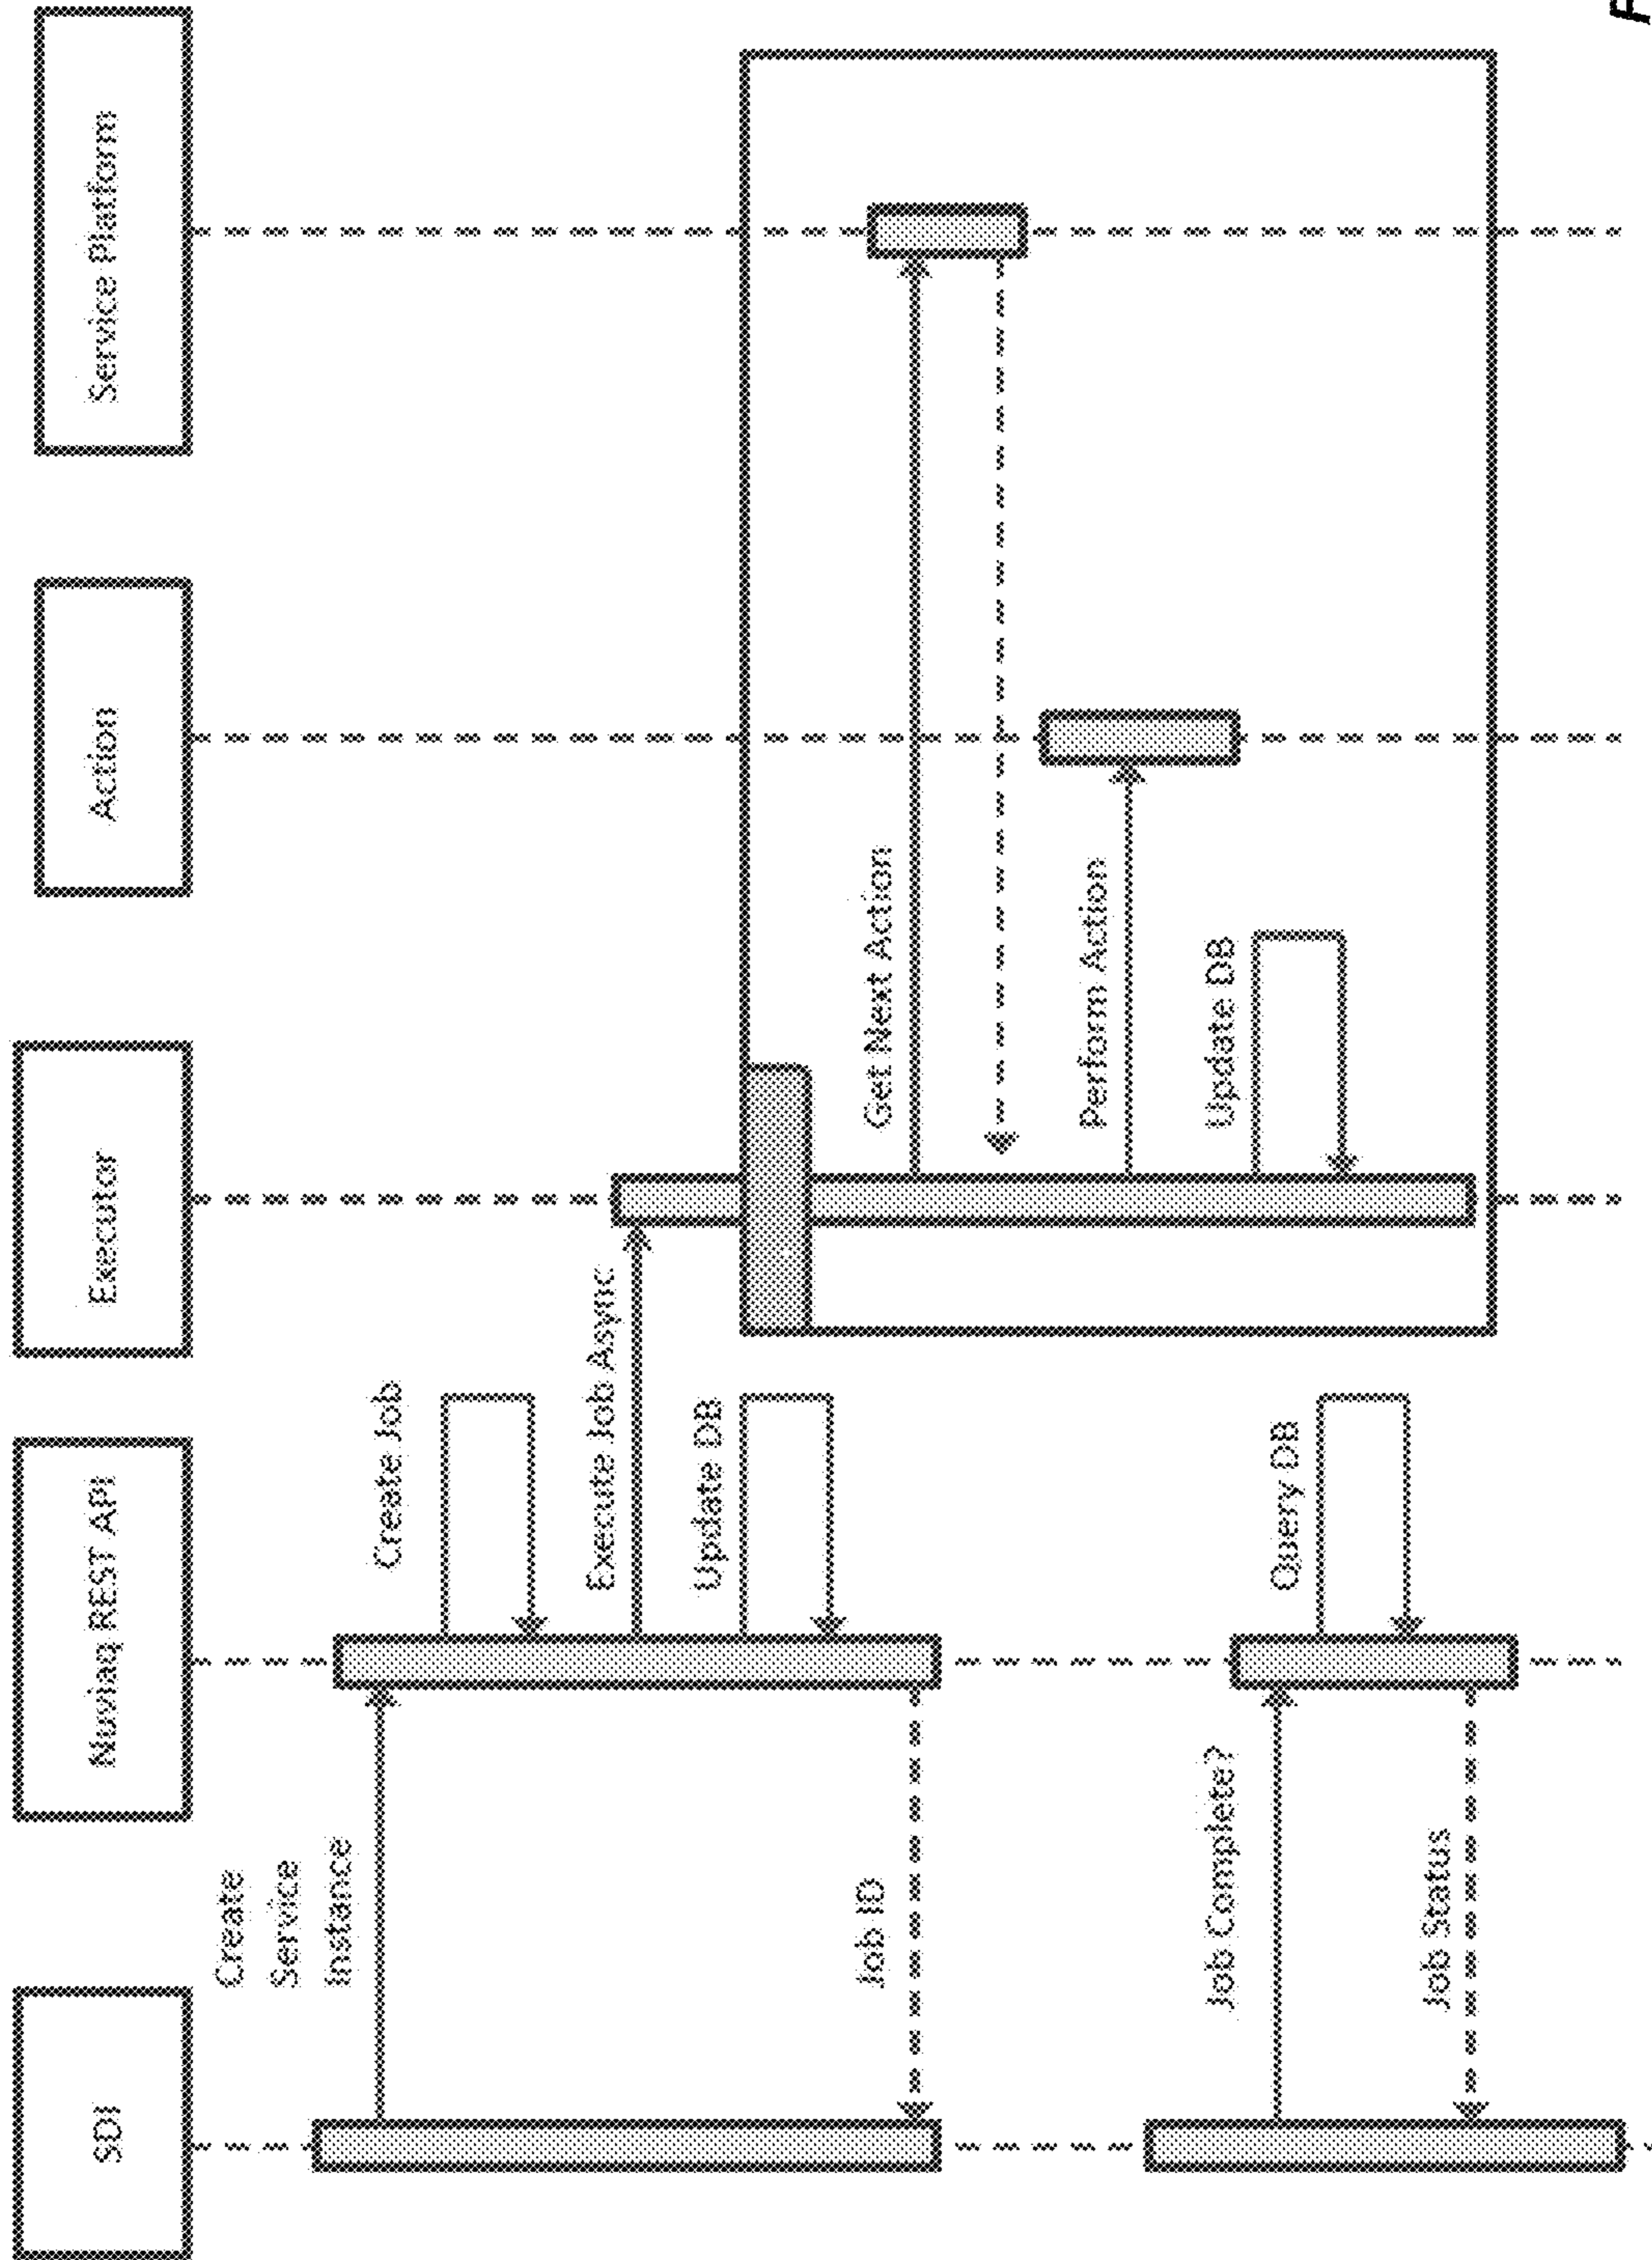 SDI
Nuviaq REST API
Executor
Action
Service Platform
Create
Service
Instance
Create Job
Execute Job Async
Update DB
Job ID
Get Next Action
Perform Action
Update DB
Job Complete?
Query DB
Job Status
F